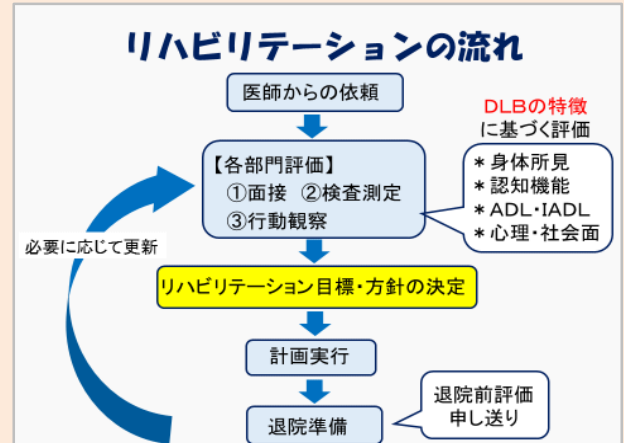 リハビリテーションの流れ
医師からの依頼
DLBの特徴
に基づく評価
【各部門評価】
①面接 ②検査測定
③行動観察
＊身体所見
＊認知機能
＊ADL・IADL
＊心理・社会面
必要に応じて更新
リハビリテーション目標・方針の決定
計画実行
退院準備
退院前評価
申し送り